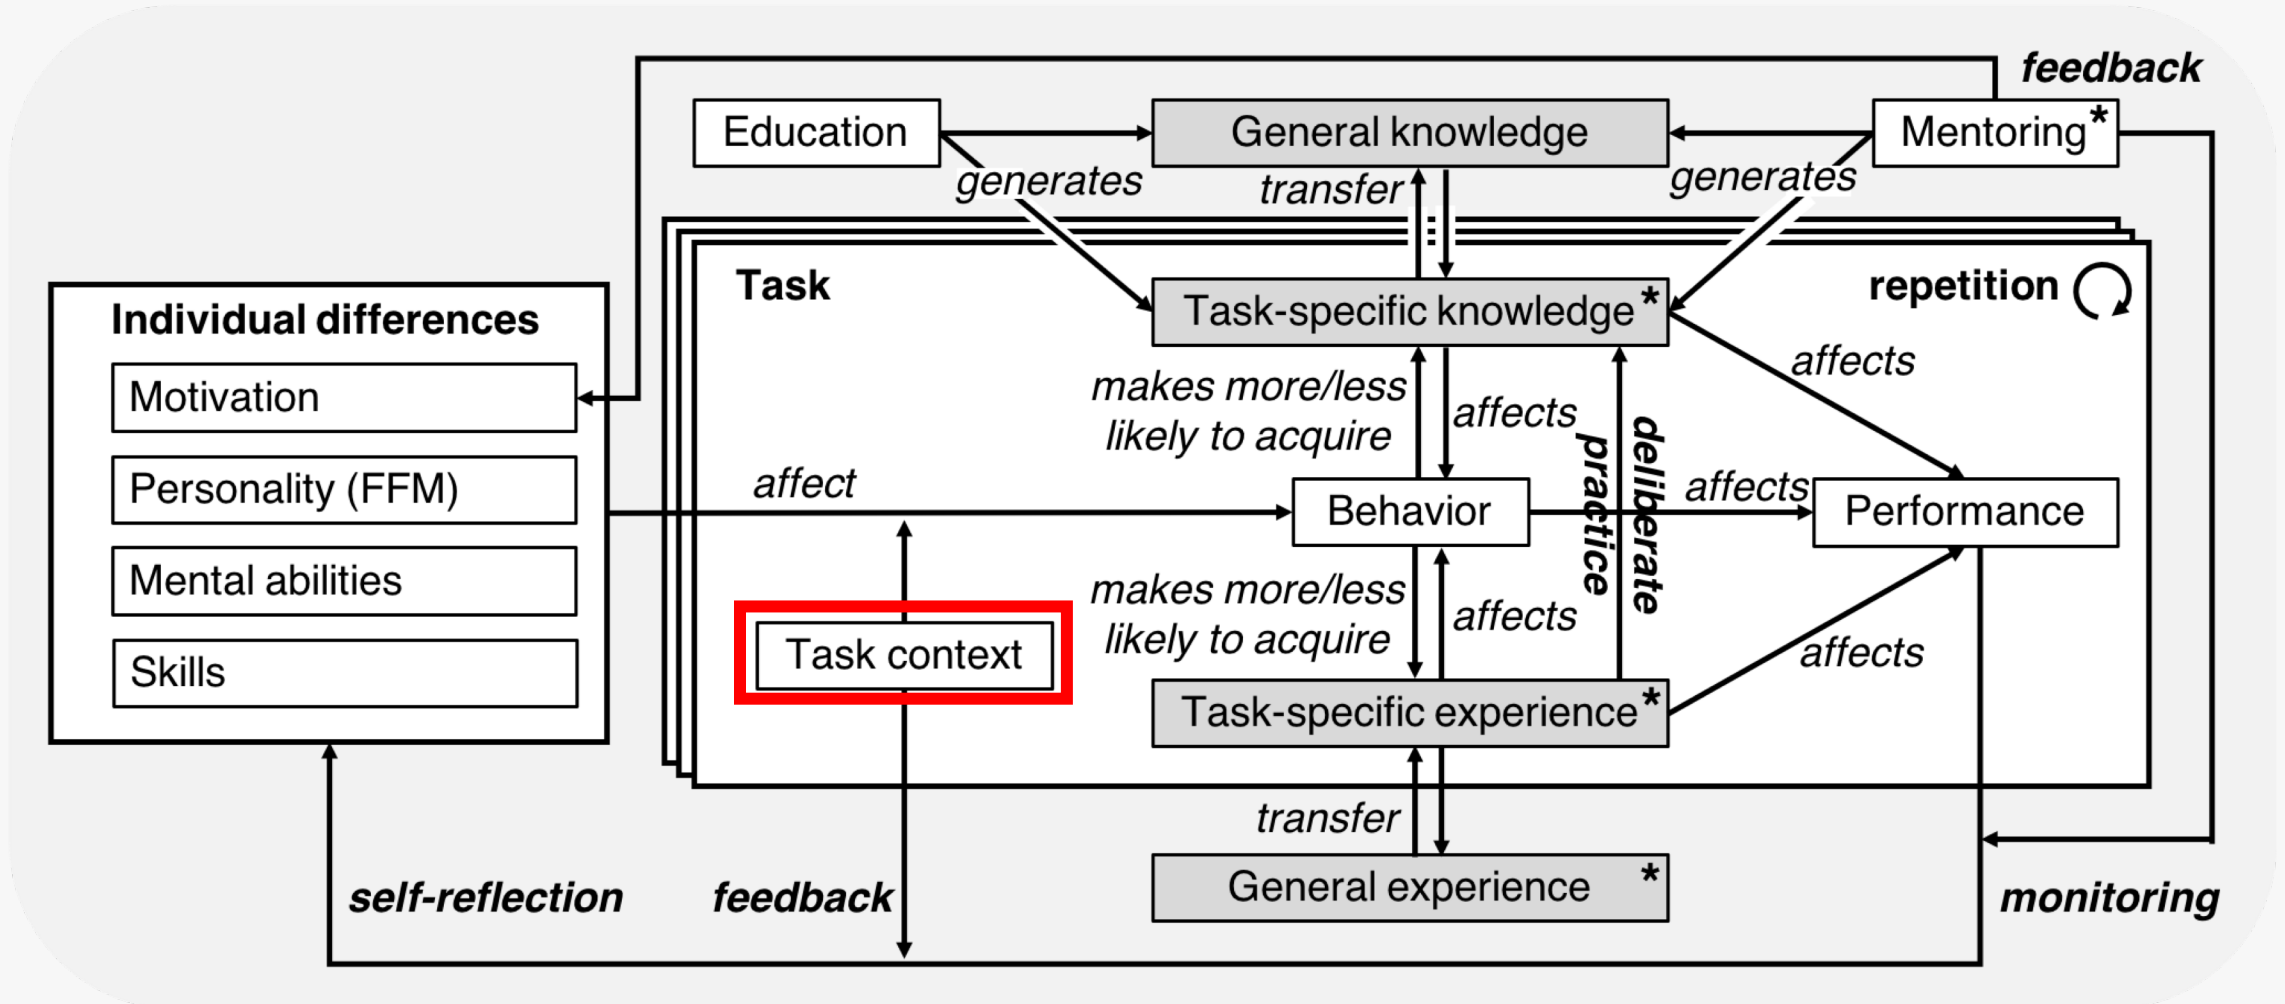 feedback
Education
General knowledge
Mentoring*
generates
transfer
generates
Task
repetition
Individual differences
Task-specific knowledge*
Motivation
makes more/less
likely to acquire
affects
affects
deliberate
practice
Personality (FFM)
affect
Behavior
affects
Performance
Mental abilities
makes more/less
likely to acquire
affects
Task context
affects
Skills
Task-specific experience*
transfer
General experience *
self-reflection
feedback
monitoring